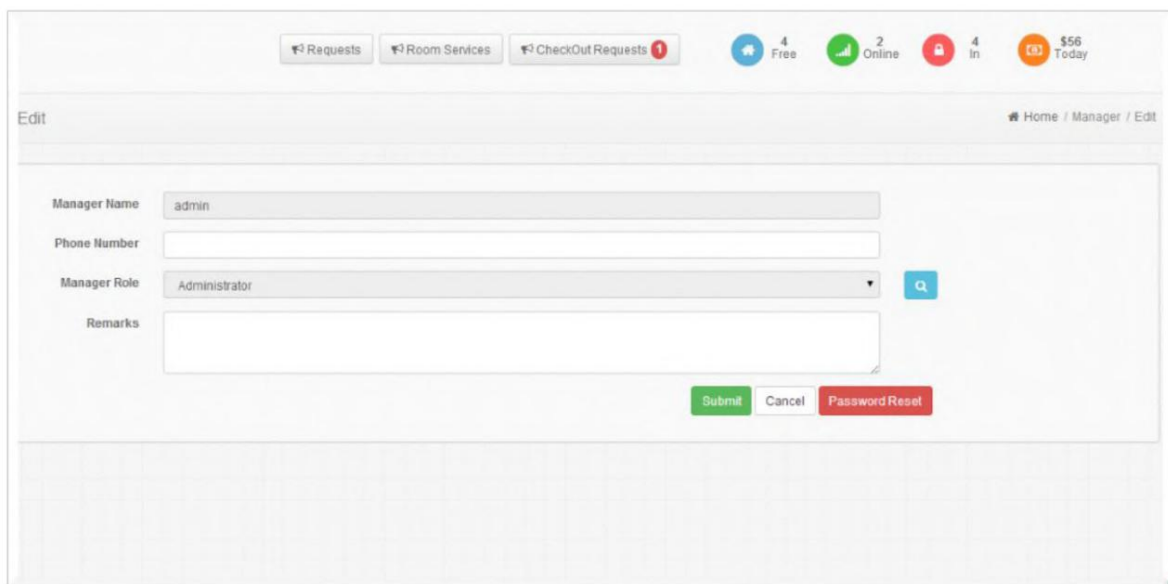 Requests Room Services CheckOut Requests 1 4 Free 2 Online 4 In $56 Today
Edit Home / Manager / Edit
Manager Name admin
Phone Number
Manager Role Administrator
Remarks
Submit Cancel Password Reset